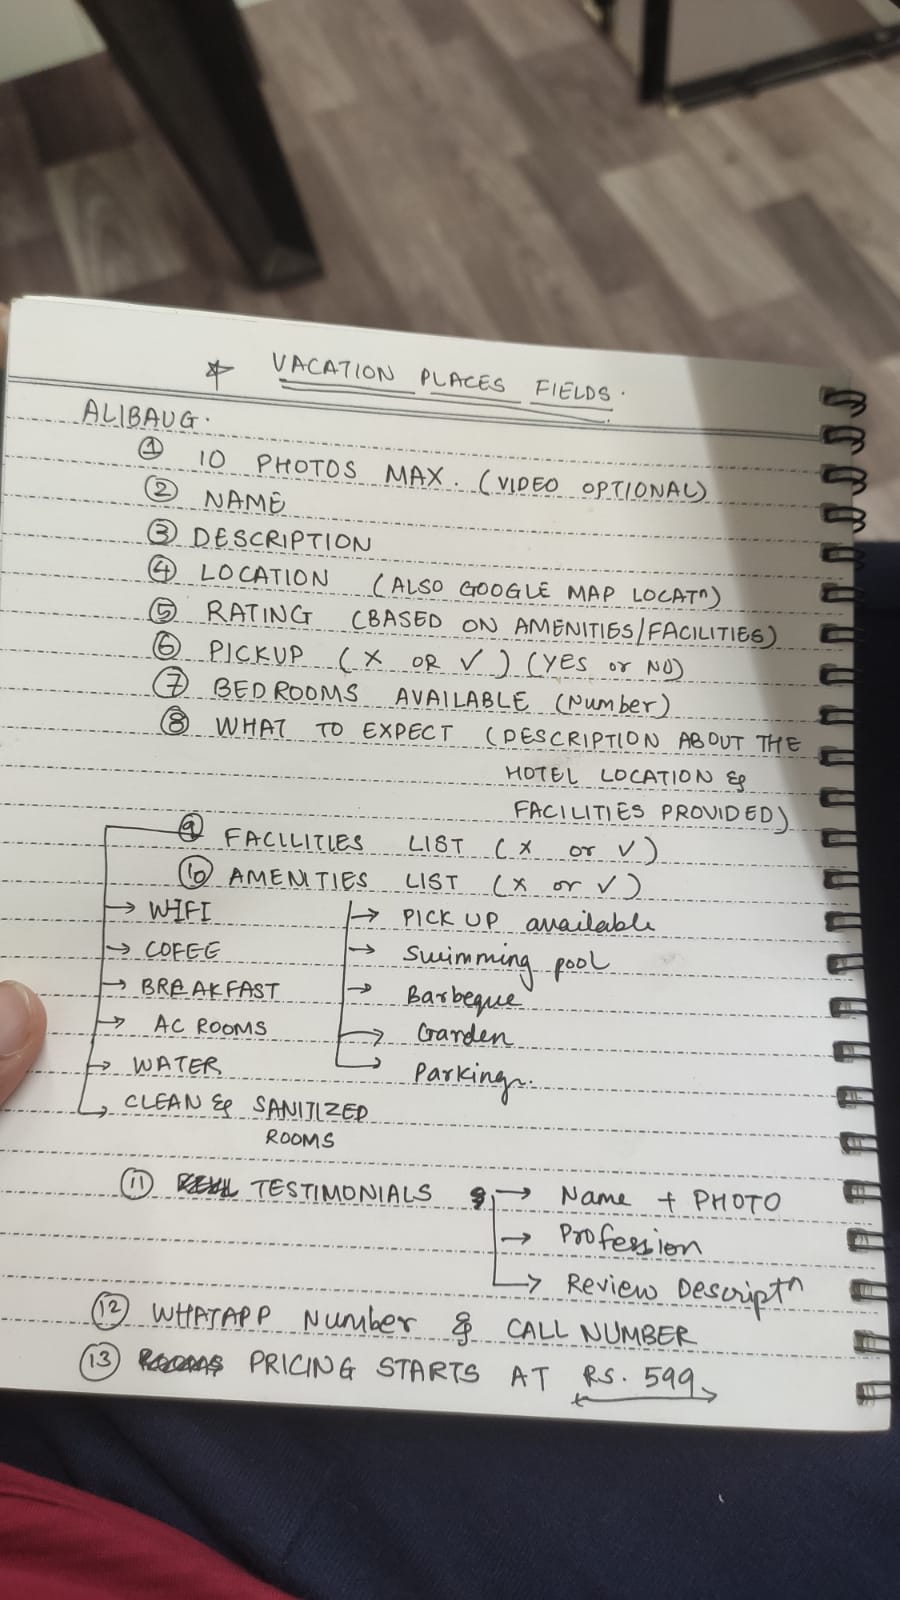 * VACATION PLACES FIELDS.
ALIBAUG.
① 10 PHOTOS MAX. (VIDEO OPTIONAL)
② NAME
③ DESCRIPTION
④ LOCATION (ALSO GOOGLE MAP LOCATⁿ)
⑤ RATING (BASED ON AMENITIES/FACILITIES)
⑥ PICKUP (X OR ✓) (YES or NO)
⑦ BEDROOMS AVAILABLE (Number)
⑧ WHAT TO EXPECT (DESCRIPTION ABOUT THE
HOTEL LOCATION &
FACILITIES PROVIDED)
⑨ FACILITIES LIST (X or ✓)
⑩ AMENITIES LIST (X or ✓)
→ WIFI
→ COFEE
→ BREAKFAST
→ AC ROOMS
→ WATER
→ CLEAN & SANITIZED
ROOMS
→ PICK UP available
→ Swimming pool
→ Barbeque
→ Garden
→ Parking.
⑪ TESTIMONIALS → Name + PHOTO
→ Profession
→ Review Descriptⁿ
⑫ WHATAPP Number & CALL NUMBER
⑬ PRICING STARTS AT RS. 599